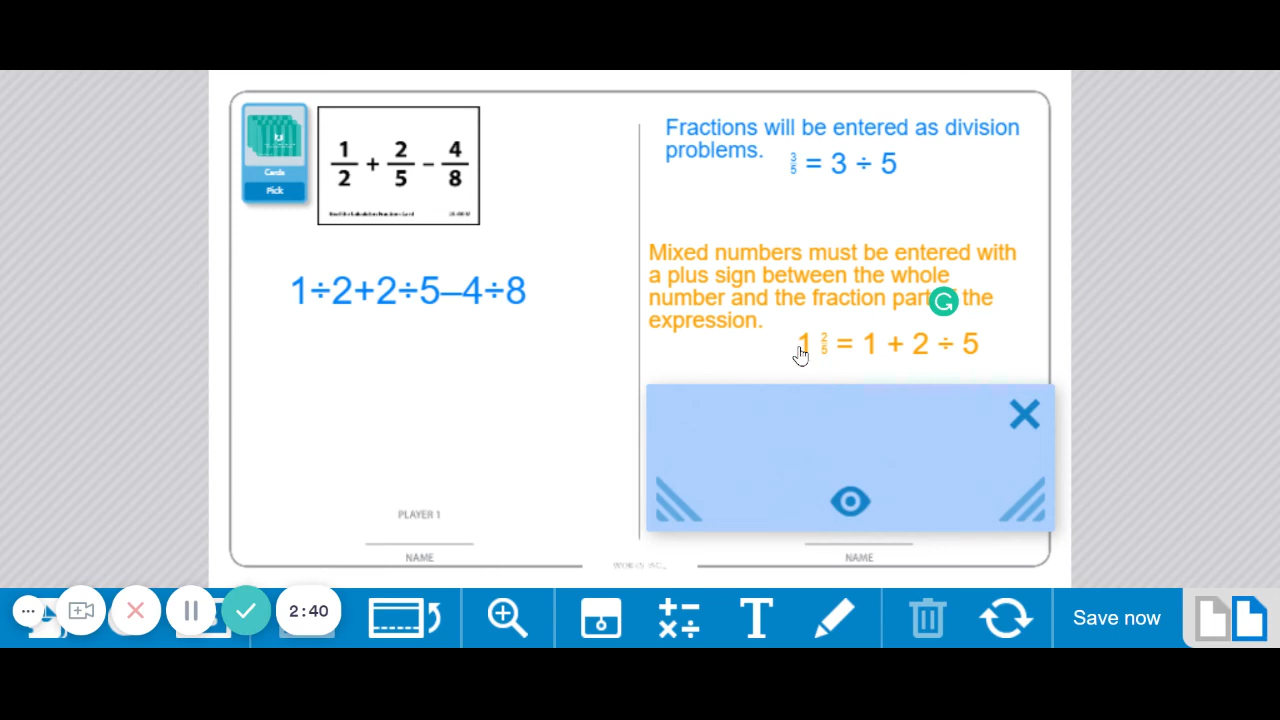 Cards
Pick
1/2 + 2/5 – 4/8
1÷2+2÷5–4÷8
PLAYER 1
NAME
Fractions will be entered as division
problems.
3/5 = 3 ÷ 5
Mixed numbers must be entered with
a plus sign between the whole
number and the fraction part the
expression.
1 2/5 = 1 + 2 ÷ 5
NAME
2:40
T
Save now